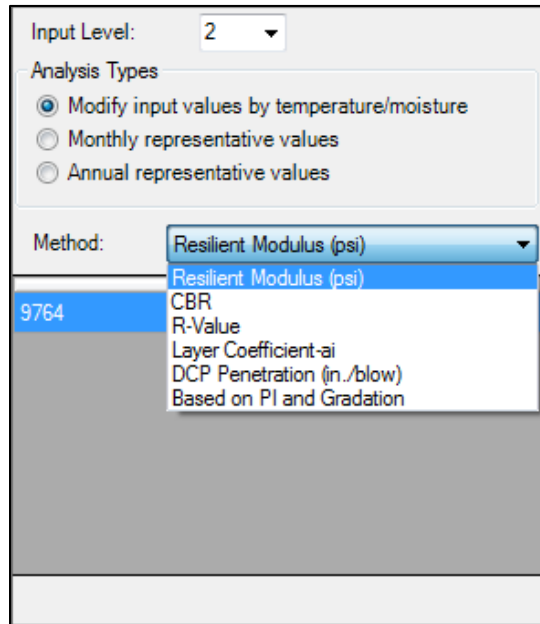 Input Level: 2
Analysis Types
Modify input values by temperature/moisture
Monthly representative values
Annual representative values
Method: Resilient Modulus (psi)
Resilient Modulus (psi)
CBR
R-Value
Layer Coefficient-ai
DCP Penetration (in./blow)
Based on PI and Gradation
9764